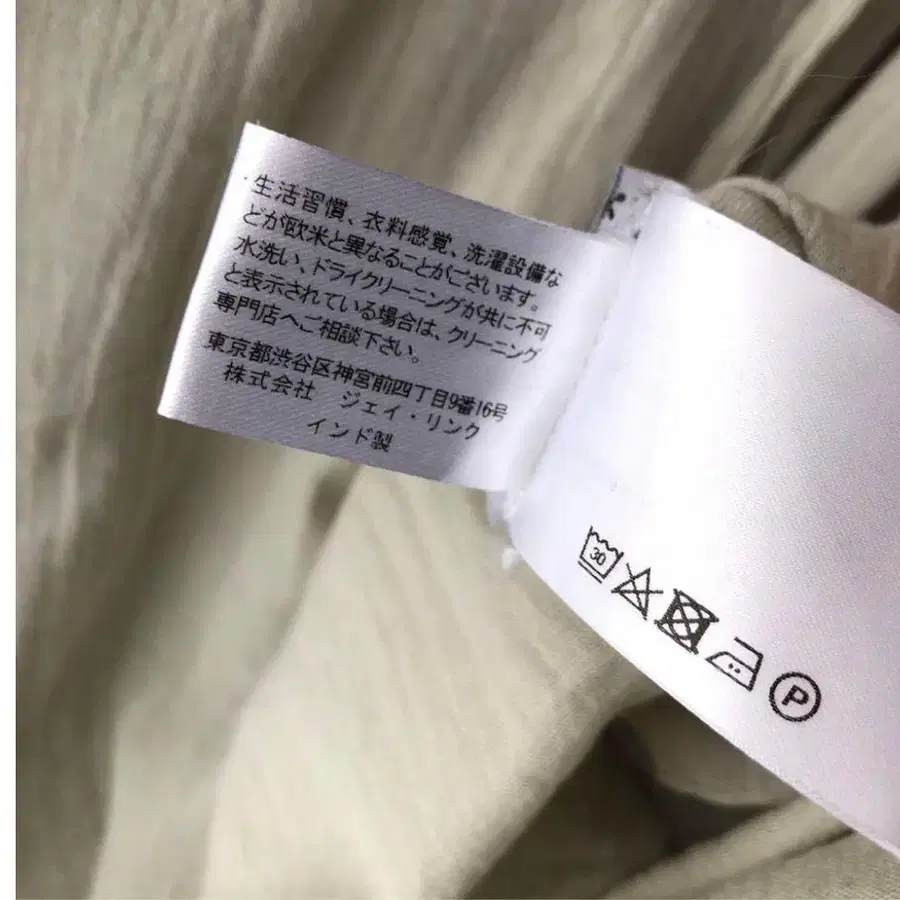 生活習慣、衣料感覚、洗濯設備な
どが欧米と異なることがございます。
水洗い、ドライクリーニングが共に不可
と表示されている場合は、クリーニング
専門店へご相談下さい。
東京都渋谷区神宮前四丁目9番16号
株式会社 ジェイ・リンク
インド製
30
P